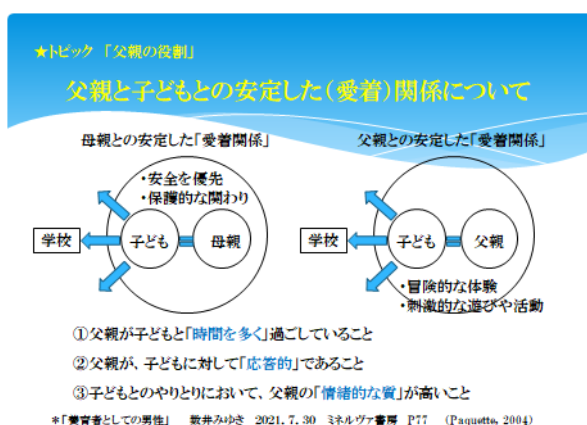 ★トピック 「父親の役割」
父親と子どもとの安定した(愛着)関係について
母親との安定した「愛着関係」
父親との安定した「愛着関係」
・安全を優先
・保護的な関わり
学校
子ども
母親
学校
子ども
父親
・冒険的な体験
・刺激的な遊びや活動
①父親が子どもと「時間を多く」過ごしていること
②父親が、子どもに対して「応答的」であること
③子どもとのやりとりにおいて、父親の「情緒的な質」が高いこと
*「養育者としての男性」 数井みゆき 2021.7.30 ミネルヴァ書房 P77 (Paquette, 2004)